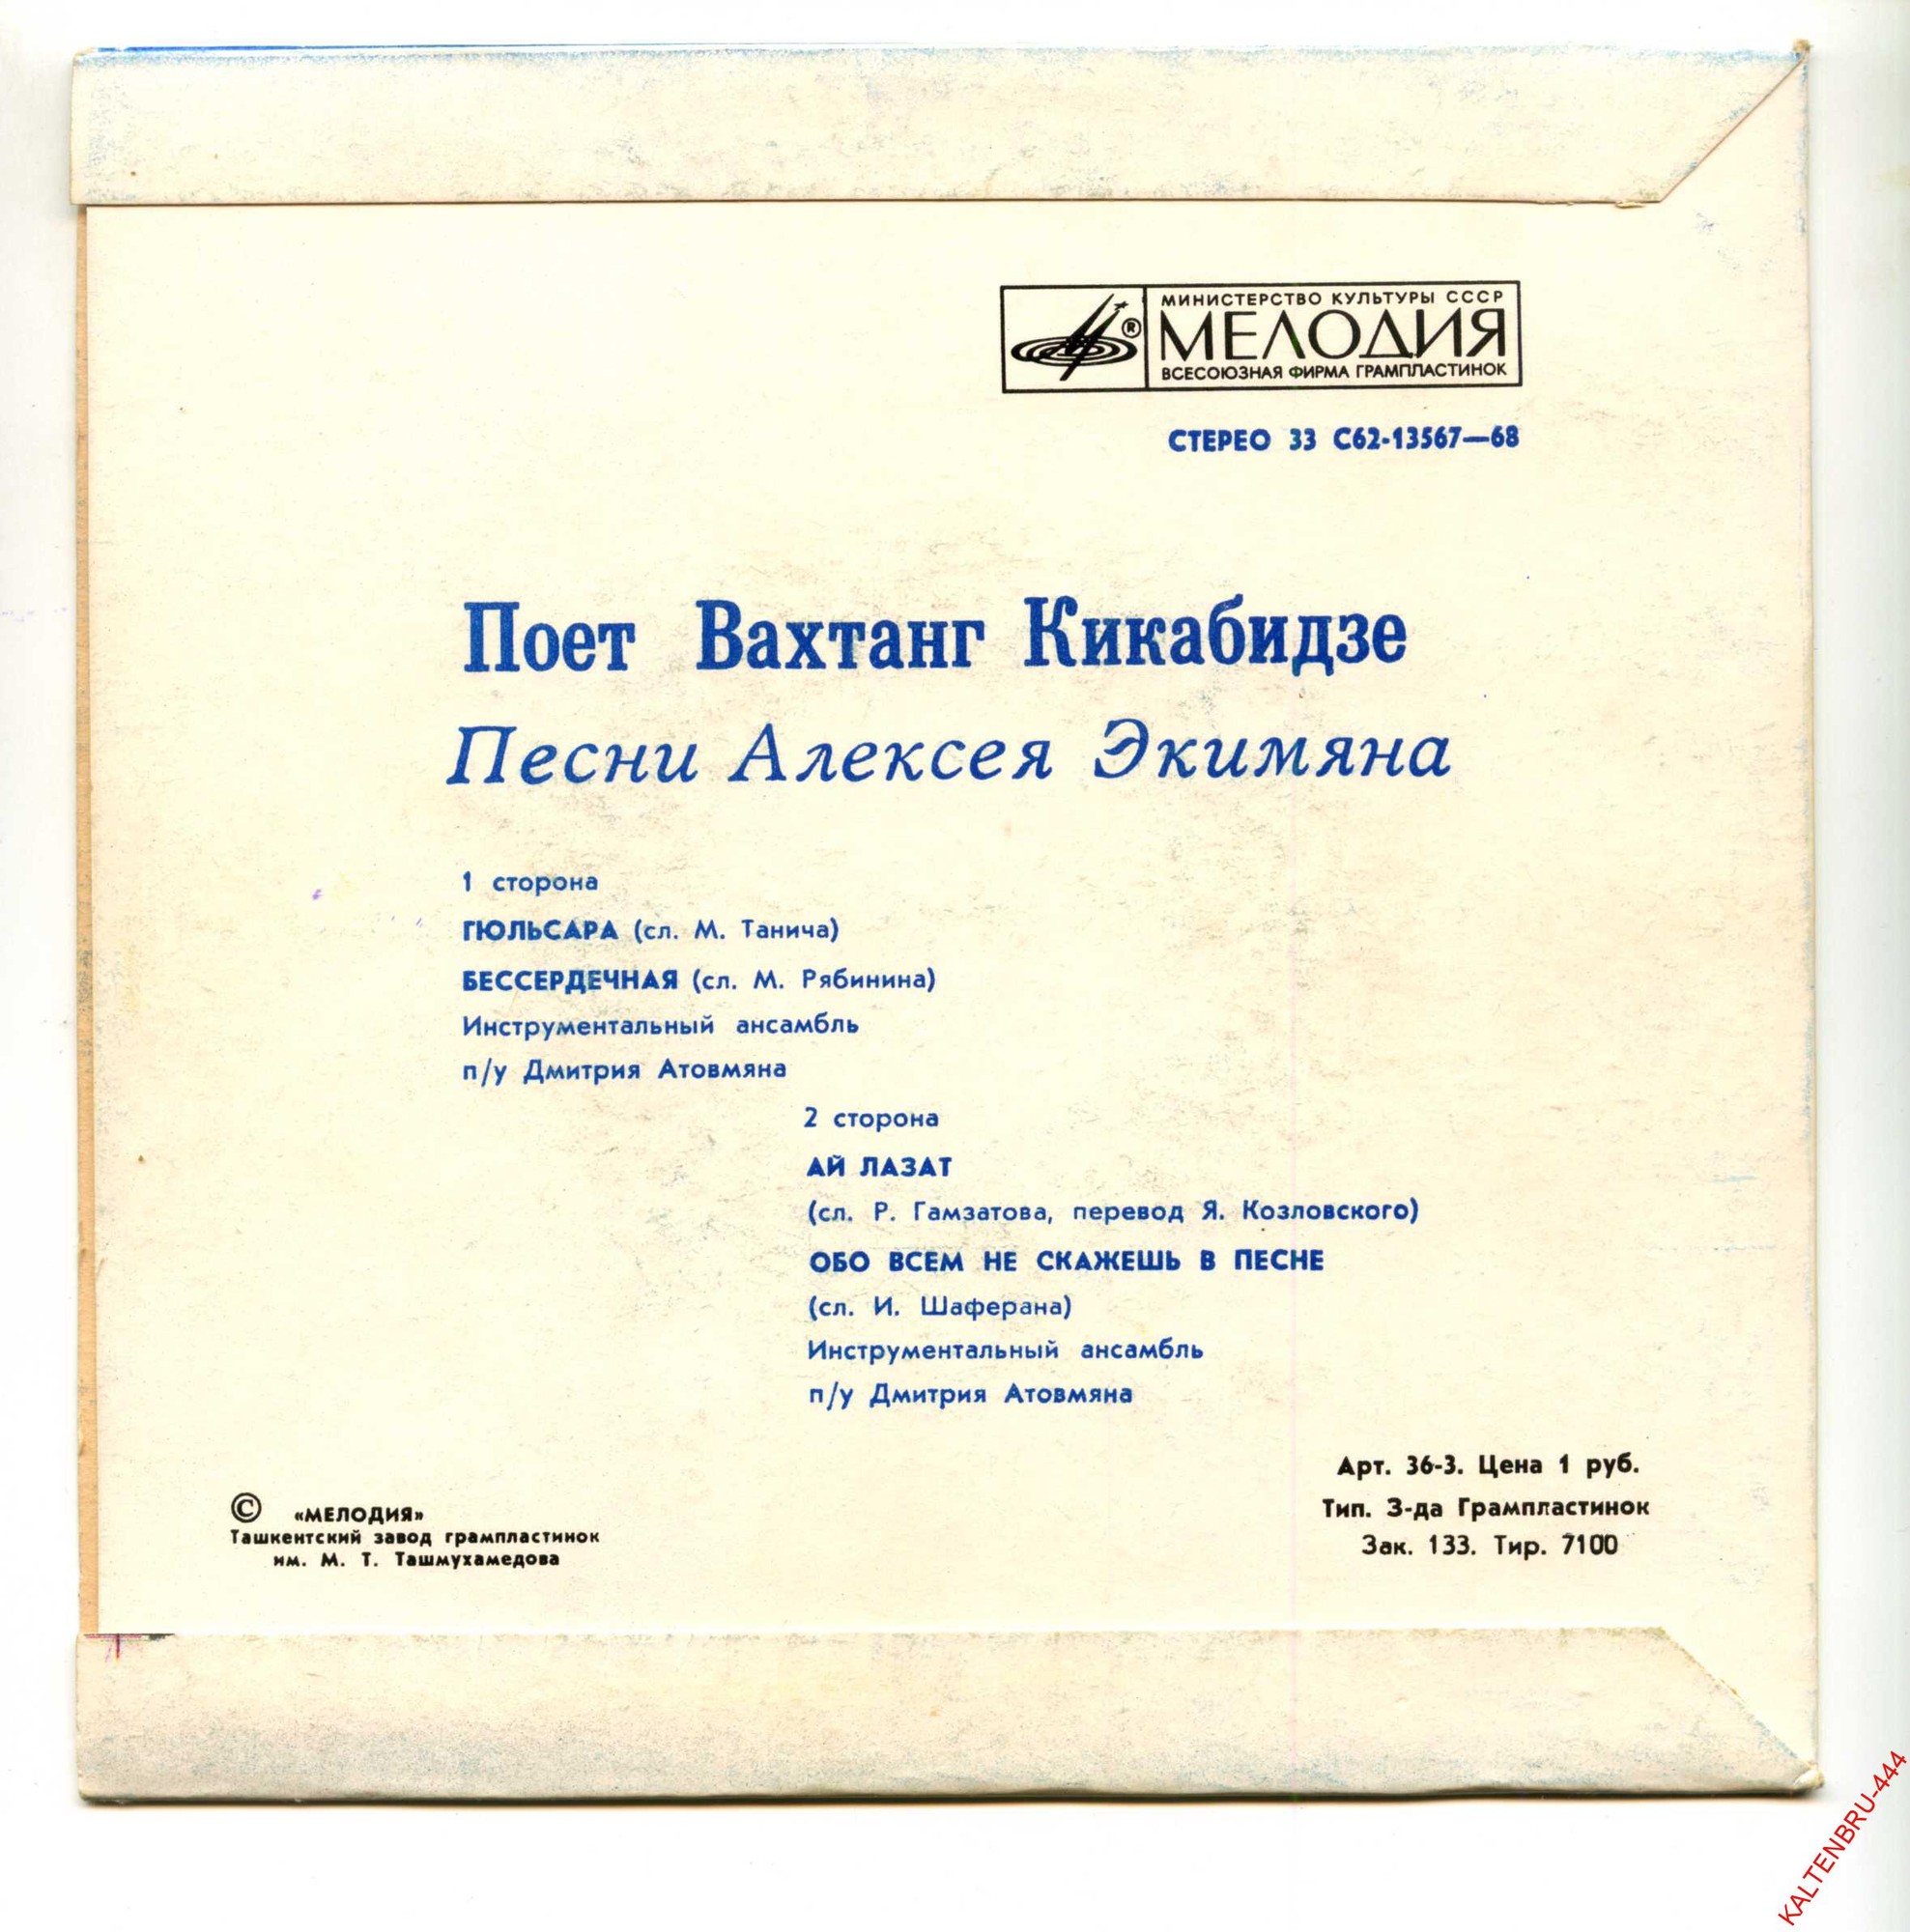 МИНИСТЕРСТВО КУЛЬТУРЫ СССР
®
МЕЛОДИЯ
ВСЕСОЮЗНАЯ ФИРМА ГРАМПЛАСТИНОК
СТЕРЕО 33 С62-13567—68
Поет Вахтанг Кикабидзе
Песни Алексея Экимяна
1 сторона
ГЮЛЬСАРА (сл. М. Танича)
БЕССЕРДЕЧНАЯ (сл. М. Рябинина)
Инструментальный ансамбль
п/у Дмитрия Атовмяна
2 сторона
АЙ ЛАЗАТ
(сл. Р. Гамзатова, перевод Я. Козловского)
ОБО ВСЕМ НЕ СКАЖЕШЬ В ПЕСНЕ
(сл. И. Шаферана)
Инструментальный ансамбль
п/у Дмитрия Атовмяна
© «МЕЛОДИЯ»
Ташкентский завод грампластинок
им. М. Т. Ташмухамедова
Арт. 36-3. Цена 1 руб.
Тип. З-да Грампластинок
Зак. 133. Тир. 7100
KALTENBRU-444